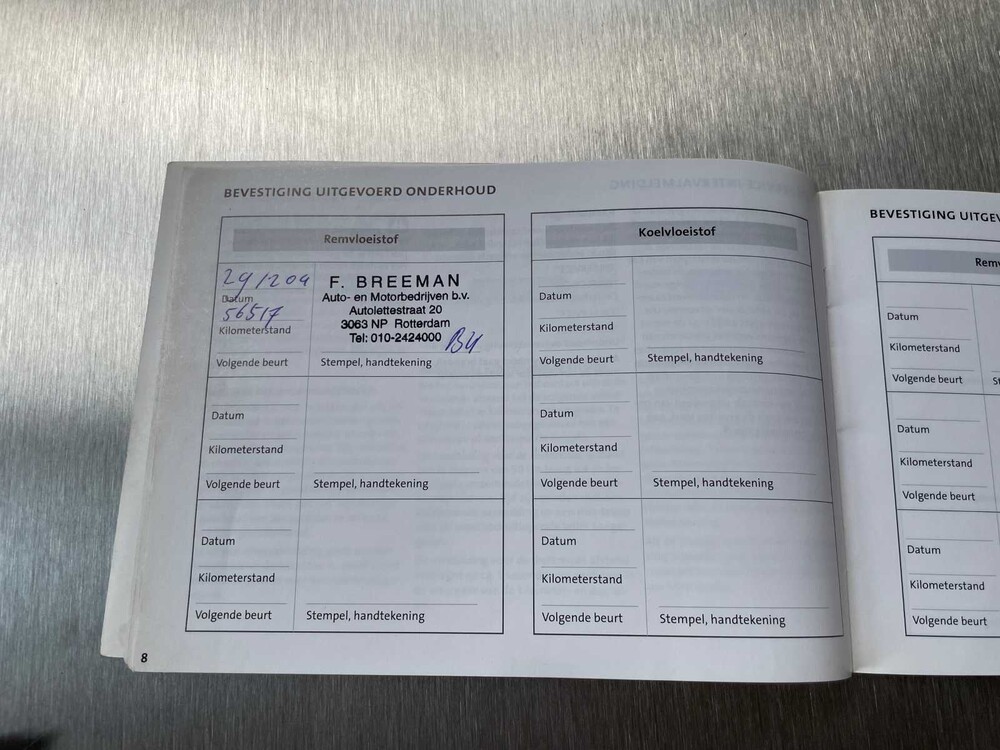 BEVESTIGING UITGEVOERD ONDERHOUD
Remvloeistof
29/1204
Datum
56517
Kilometerstand
Volgende beurt
F. BREEMAN
Auto- en Motorbedrijven b.v.
Autolettestraat 20
3063 NP Rotterdam
Tel: 010-2424000
Stempel, handtekening
Datum
Kilometerstand
Volgende beurt
Stempel, handtekening
Datum
Kilometerstand
Volgende beurt
Stempel, handtekening
8
Koelvloeistof
Datum
Kilometerstand
Volgende beurt
Stempel, handtekening
Datum
Kilometerstand
Volgende beurt
Stempel, handtekening
Datum
Kilometerstand
Volgende beurt
Stempel, handtekening
BEVESTIGING UITGEV
Remv
Datum
Kilometerstand
Volgende beurt
St
Datum
Kilometerstand
Volgende beurt
Datum
Kilometerstand
Volgende beurt